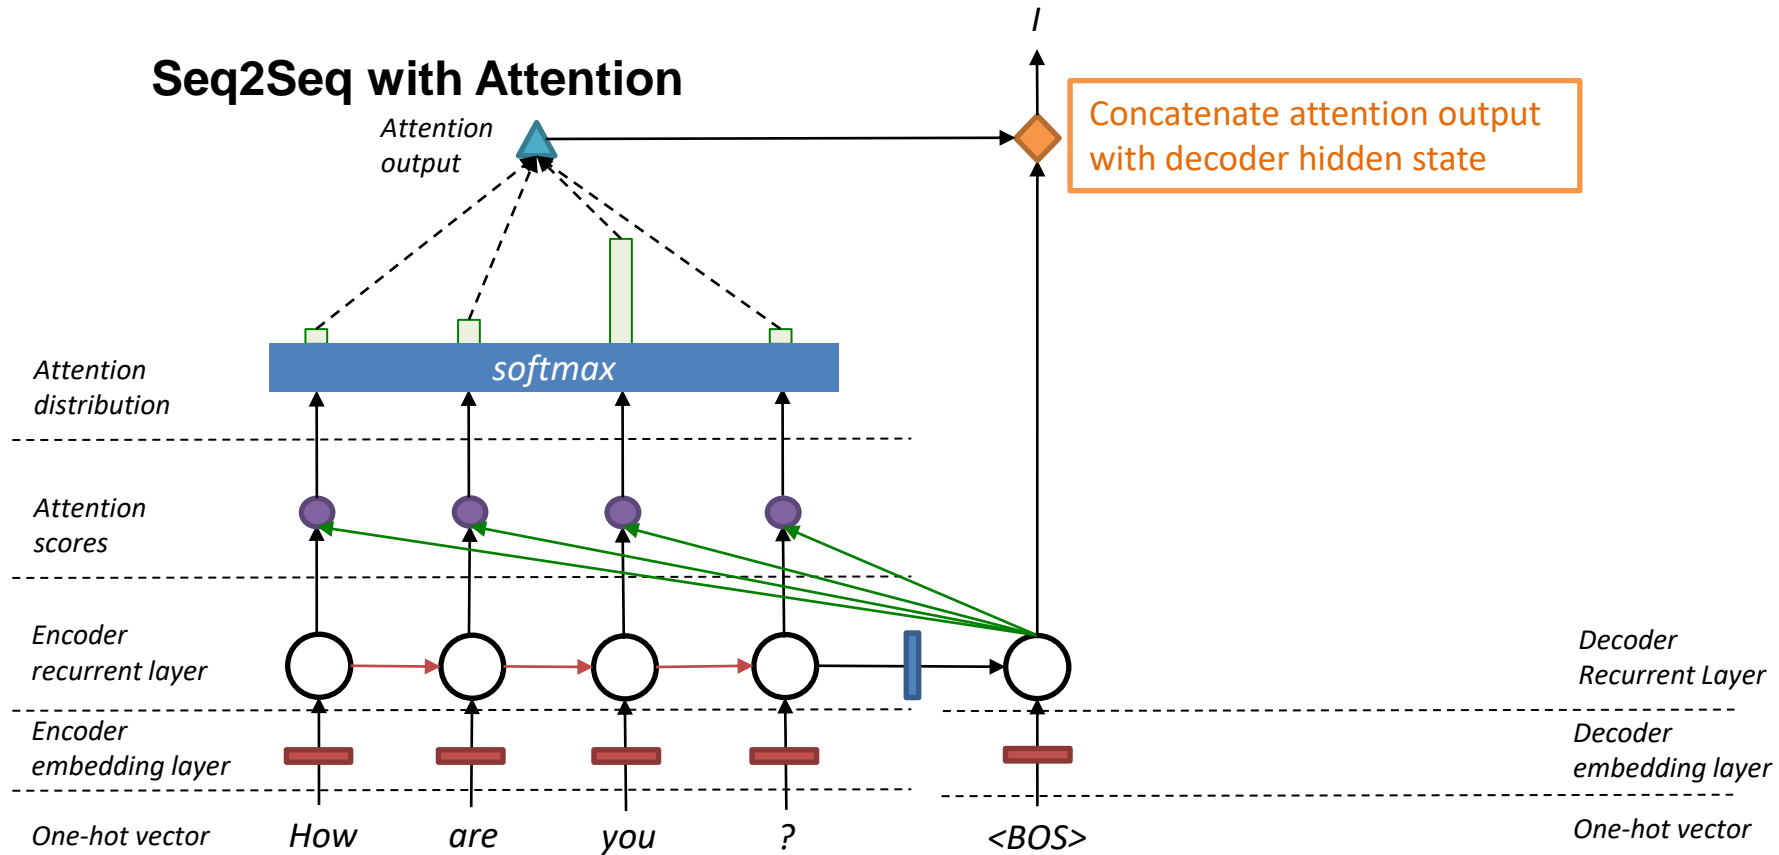 I
Seq2Seq with Attention
Attention
output
Concatenate attention output
with decoder hidden state
softmax
Attention
distribution
Attention
scores
Encoder
recurrent layer
Decoder
Recurrent Layer
Encoder
embedding layer
Decoder
embedding layer
One-hot vector
How
are
you
?
<BOS>
One-hot vector